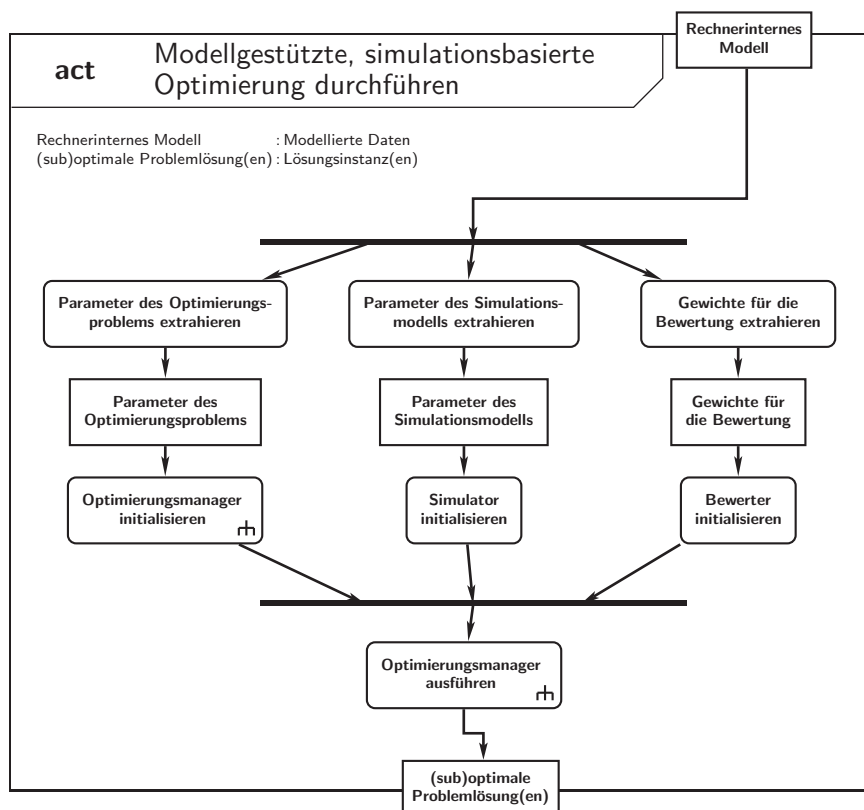 Rechnerinternes
Modell
act
Modellgestützte, simulationsbasierte
Optimierung durchführen
Rechnerinternes Modell : Modellierte Daten
(sub)optimale Problemlösung(en) : Lösungsinstanz(en)
Parameter des Optimierungs-
problems extrahieren
Parameter des Simulations-
modells extrahieren
Gewichte für die
Bewertung extrahieren
Parameter des
Optimierungsproblems
Parameter des
Simulationsmodells
Gewichte für
die Bewertung
Optimierungsmanager
initialisieren
Simulator
initialisieren
Bewerter
initialisieren
Optimierungsmanager
ausführen
(sub)optimale
Problemlösung(en)